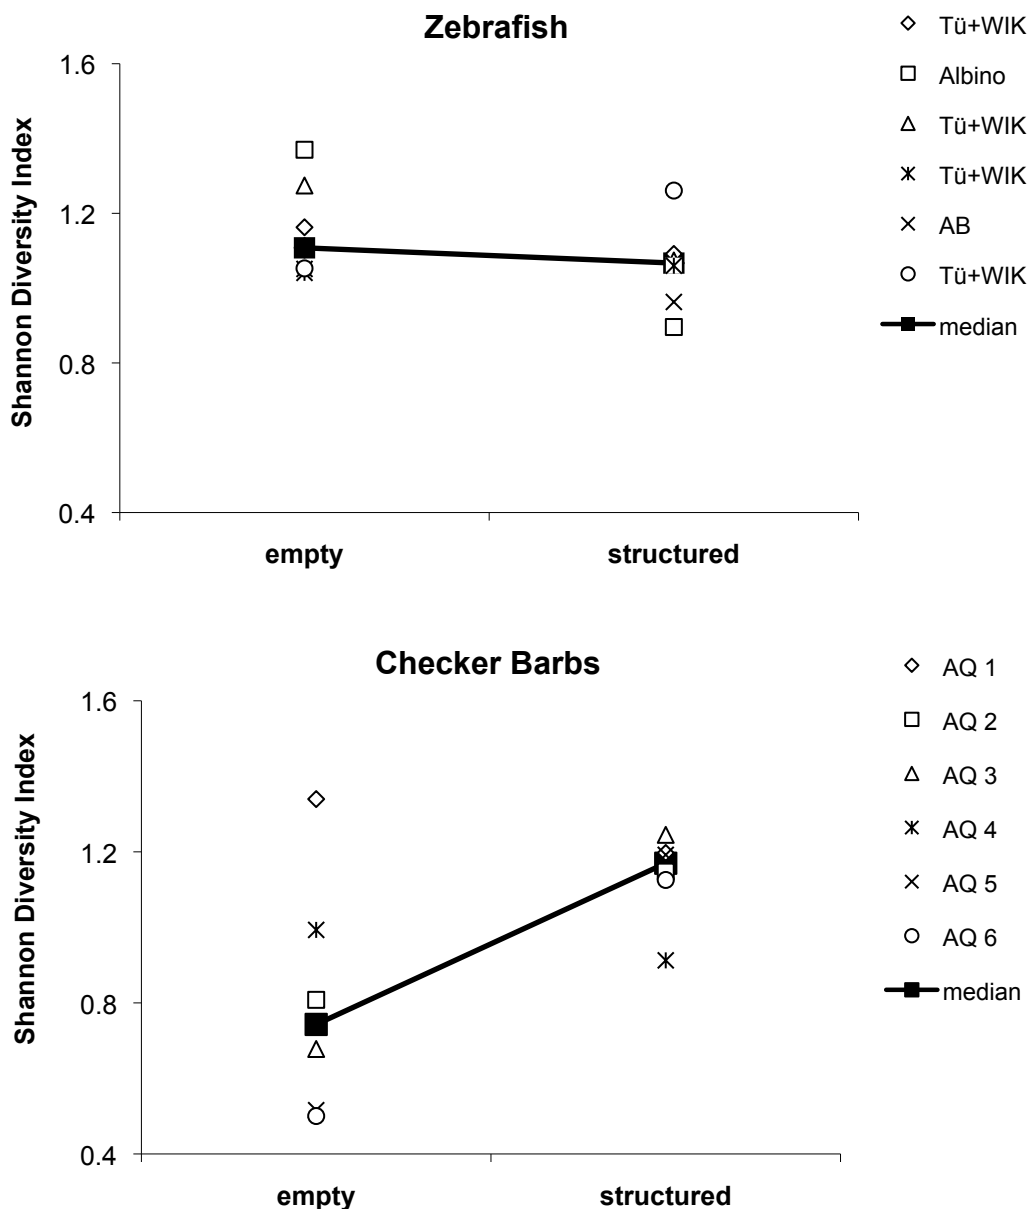 Zebrafish
Shannon Diversity Index
1.6
1.2
0.8
0.4
empty
structured
Tü+WIK
Albino
Tü+WIK
Tü+WIK
AB
Tü+WIK
median
Checker Barbs
Shannon Diversity Index
1.6
1.2
0.8
0.4
empty
structured
AQ 1
AQ 2
AQ 3
AQ 4
AQ 5
AQ 6
median